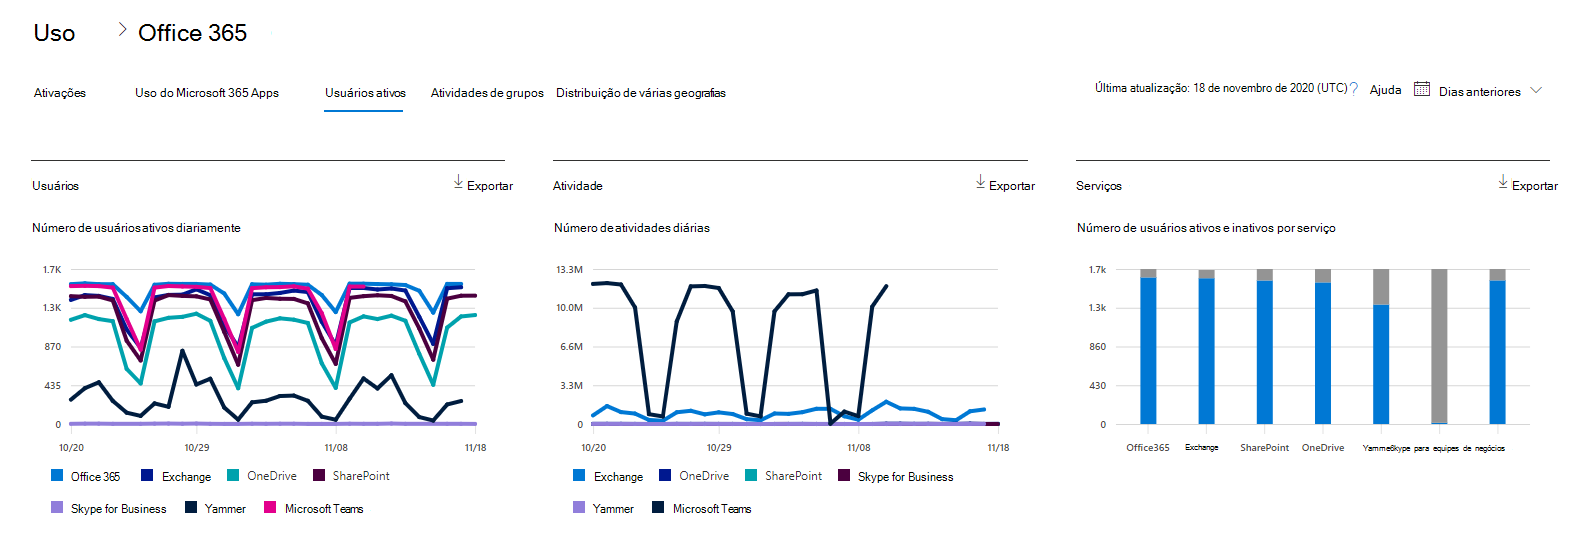 Uso > Office 365
Ativações Uso do Microsoft 365 Apps Usuários ativos Atividades de grupos Distribuição de várias geografias Última atualização: 18 de novembro de 2020 (UTC) ? Ajuda Dias anteriores
Usuários Exportar
Número de usuários ativos diariamente
1.7K
1.3K
870
435
0
10/20 10/29 11/08 11/18
Office 365 Exchange OneDrive SharePoint
Skype for Business Yammer Microsoft Teams
Atividade Exportar
Número de atividades diárias
13.3M
10.0M
6.6M
3.3M
0
10/20 10/29 11/08 11/18
Exchange OneDrive SharePoint Skype for Business
Yammer Microsoft Teams
Serviços Exportar
Número de usuários ativos e inativos por serviço
1.7k
1.3k
860
430
0
Office365 Exchange SharePoint OneDrive Yammer Skype para equipes de negócios